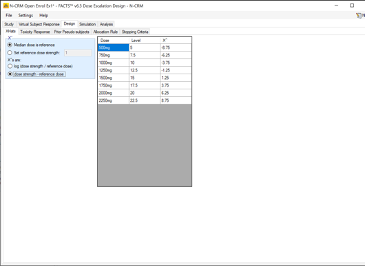 N-CRM Open Enrol Ex1* - FACTS™ v6.5 Dose Escalation Design - N-CRM
File Settings Help
Study Virtual Subject Response Design Simulation Analysis
X*/als Toxicity Response Prior Pseudo subjects Allocation Rule Stopping Criteria
X*
Median dose is reference
Set reference dose strength: 1
X*s are:
log (dose strength / reference dose)
dose strength - reference dose
Dose Level X*
500mg 5 -8.75
750mg 7.5 -6.25
1000mg 10 -3.75
1250mg 12.5 -1.25
1500mg 15 1.25
1750mg 17.5 3.75
2000mg 20 6.25
2250mg 22.5 8.75